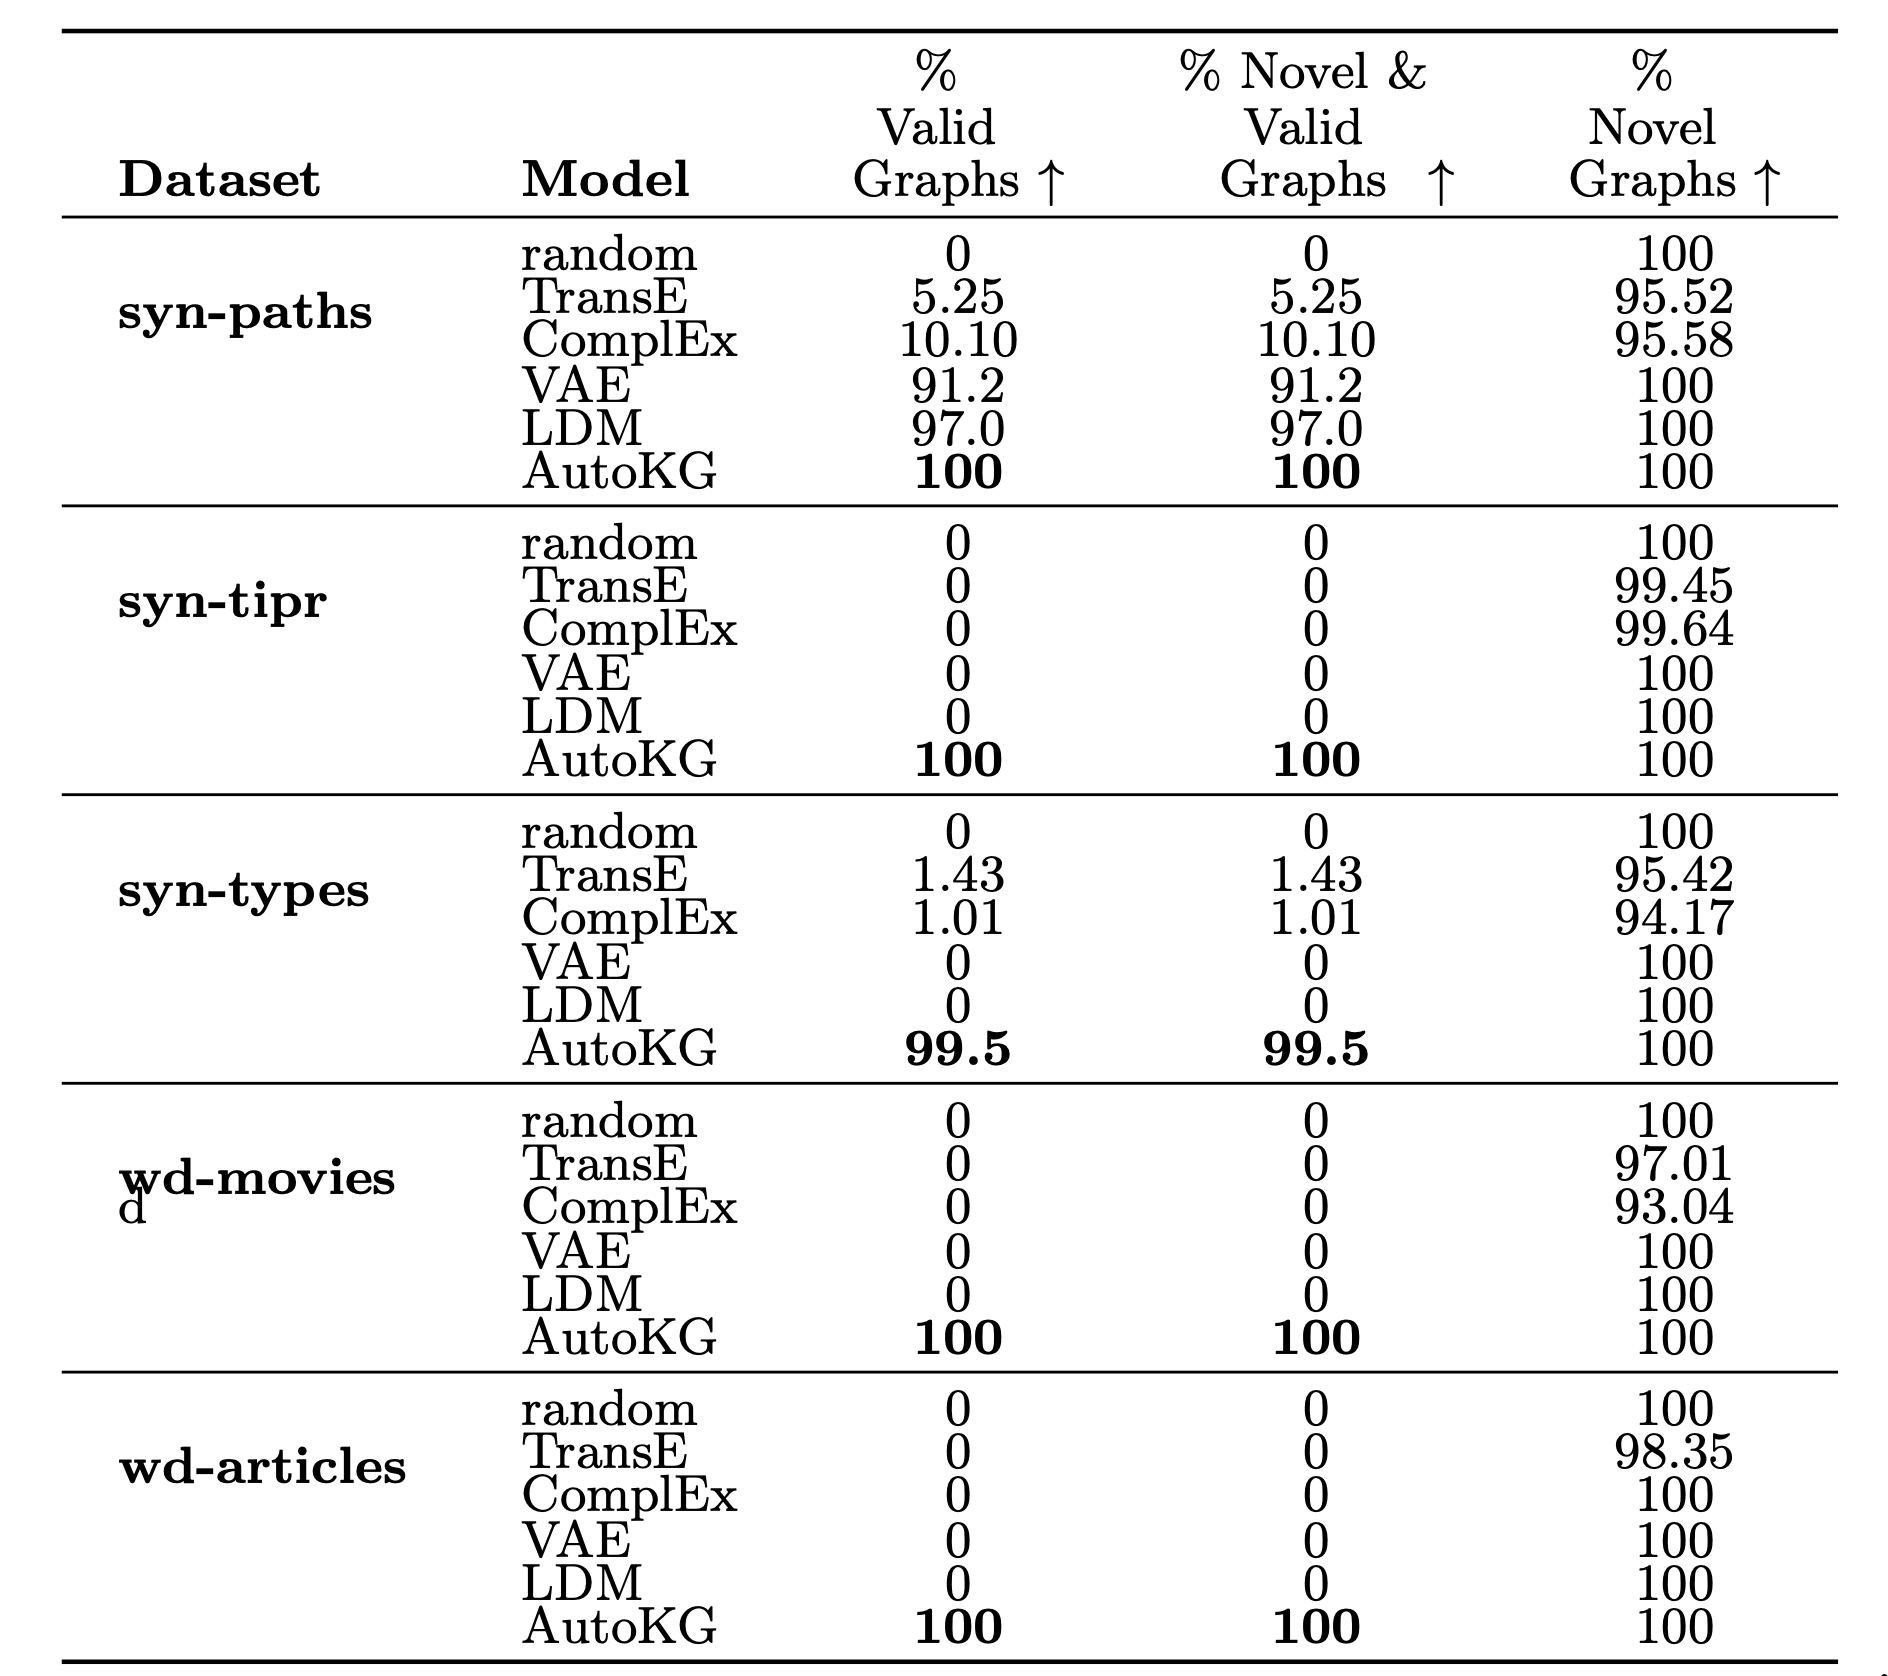 % % Novel & %
Valid Valid Novel
Dataset Model Graphs ↑ Graphs ↑ Graphs ↑
random 0 0 100
syn-paths TransE 5.25 5.25 95.52
ComplEx 10.10 10.10 95.58
VAE 91.2 91.2 100
LDM 97.0 97.0 100
AutoKG 100 100 100
random 0 0 100
syn-tipr TransE 0 0 99.45
ComplEx 0 0 99.64
VAE 0 0 100
LDM 0 0 100
AutoKG 100 100 100
random 0 0 100
syn-types TransE 1.43 1.43 95.42
ComplEx 1.01 1.01 94.17
VAE 0 0 100
LDM 0 0 100
AutoKG 99.5 99.5 100
random 0 0 100
wd-movies TransE 0 0 97.01
d ComplEx 0 0 93.04
VAE 0 0 100
LDM 0 0 100
AutoKG 100 100 100
random 0 0 100
wd-articles TransE 0 0 98.35
ComplEx 0 0 100
VAE 0 0 100
LDM 0 0 100
AutoKG 100 100 100